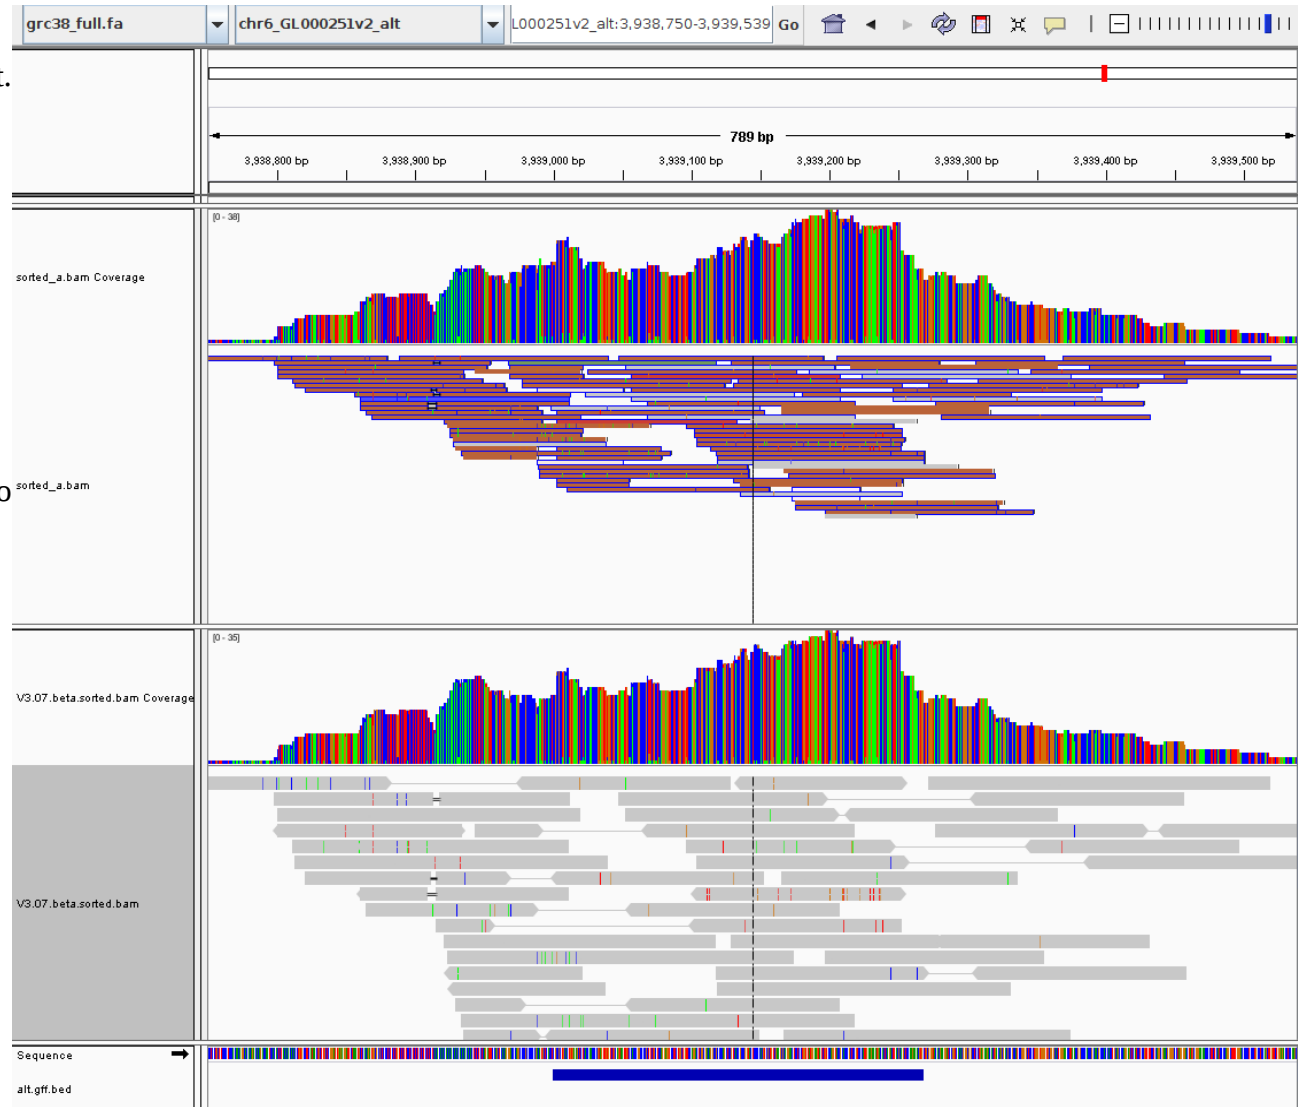 grc38_full.fa chr6_GL000251v2_alt L000251v2_alt:3,938,750-3,939,539 Go
t.
789 bp
3,938,800 bp 3,938,900 bp 3,939,000 bp 3,939,100 bp 3,939,200 bp 3,939,300 bp 3,939,400 bp 3,939,500 bp
[0 - 38]
sorted_a.bam Coverage
sorted_a.bam
o
[0 - 35]
V3.07.beta.sorted.bam Coverage
V3.07.beta.sorted.bam
Sequence
alt.gff.bed